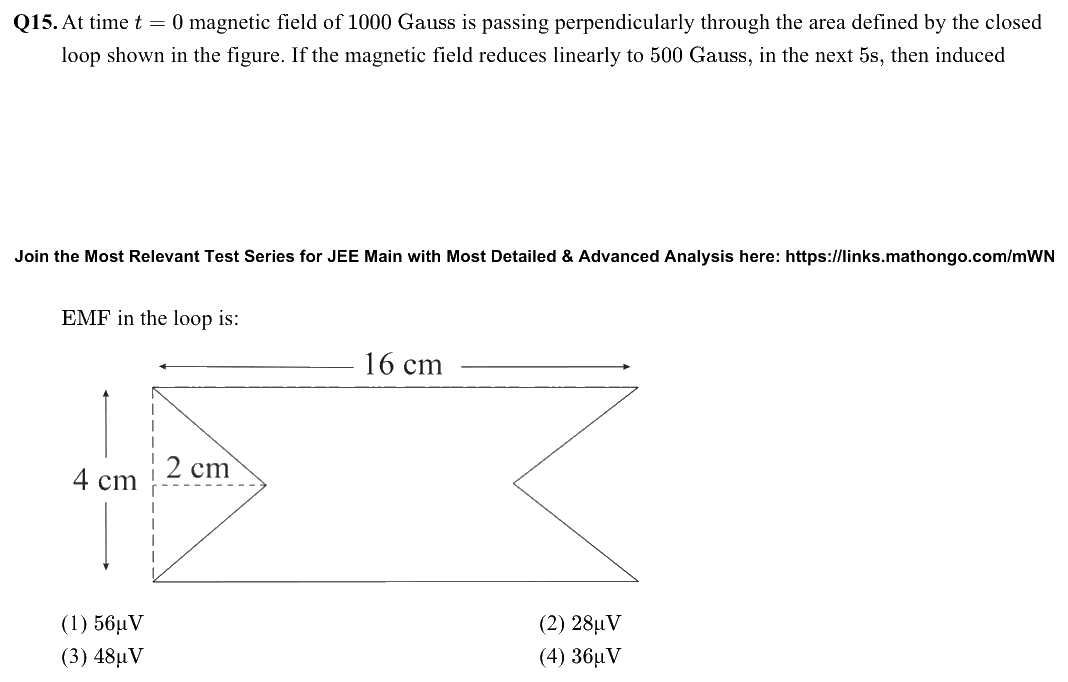 Q15. At time t = 0 magnetic field of 1000 Gauss is passing perpendicularly through the area defined by the closed
loop shown in the figure. If the magnetic field reduces linearly to 500 Gauss, in the next 5s, then induced
Join the Most Relevant Test Series for JEE Main with Most Detailed & Advanced Analysis here: https://links.mathongo.com/mWN
EMF in the loop is:
16 cm
2 cm
4 cm
(1) 56μV
(2) 28μV
(3) 48μV
(4) 36μV